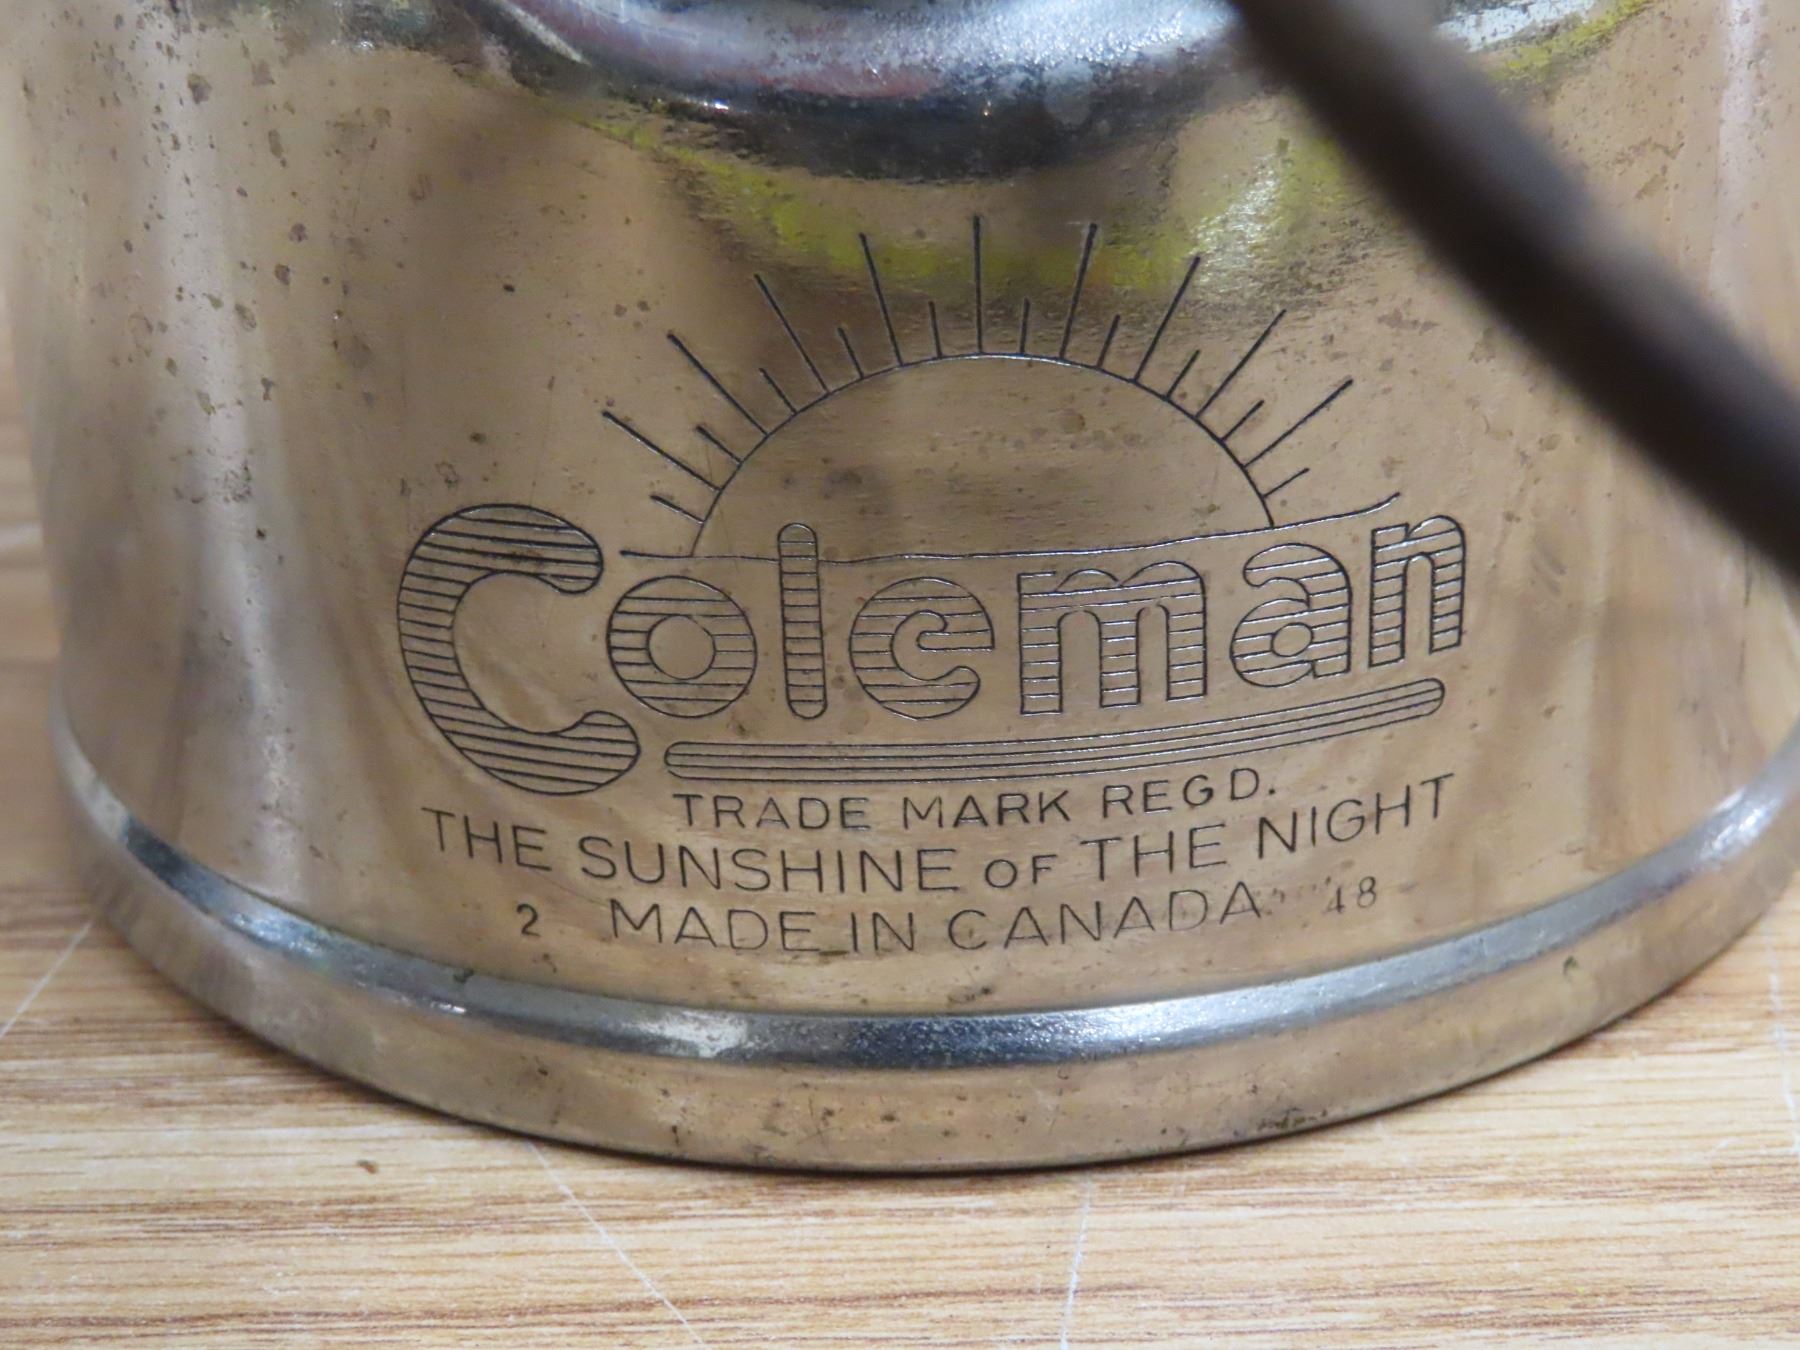 Coleman
TRADE MARK REGD.
THE SUNSHINE OF THE NIGHT
2 MADE IN CANADA 48